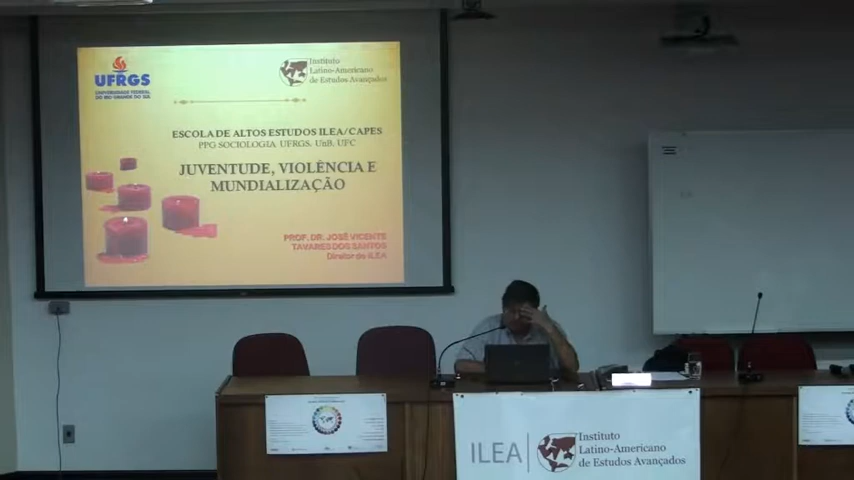 UFRGS
UNIVERSIDADE FEDERAL
DO RIO GRANDE DO SUL
Instituto
Latino-Americano
de Estudos Avançados
ESCOLA DE ALTOS ESTUDOS ILEA/CAPES
PPG SOCIOLOGIA UFRGS, UnB, UFC
JUVENTUDE, VIOLÊNCIA E
MUNDIALIZAÇÃO
PROF. DR. JOSÉ VICENTE
TAVARES DOS SANTOS
Diretor do ILEA
ILEA
Instituto
Latino-Americano
de Estudos Avançados